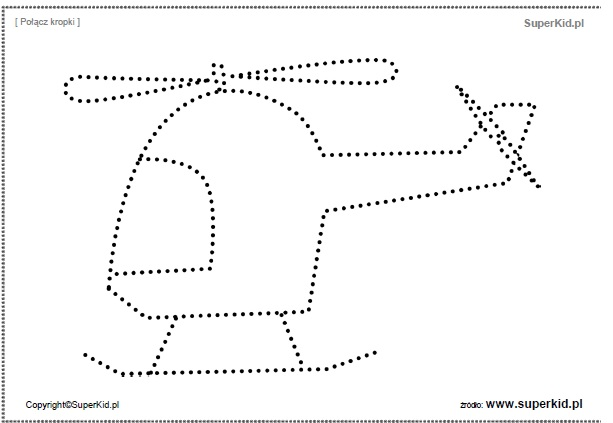 [ Połącz kropki ]
SuperKid.pl
Copyright©SuperKid.pl
źródło: www.superkid.pl